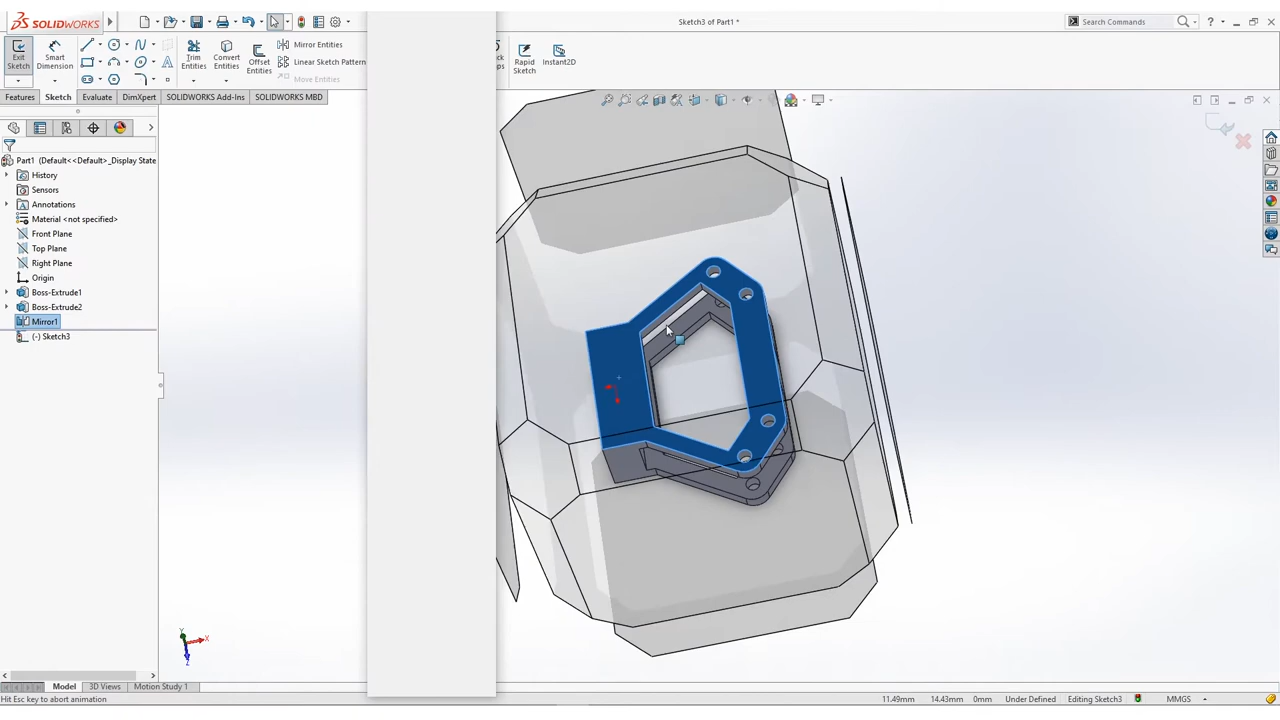 SOLIDWORKS
Sketch3 of Part1 *
Search Commands
Exit Sketch
Smart Dimension
Trim Entities
Convert Entities
Offset Entities
Mirror Entities
Linear Sketch Pattern
Move Entities
Rapid Sketch
Instant2D
Features
Sketch
Evaluate
DimXpert
SOLIDWORKS Add-Ins
SOLIDWORKS MBD
Part1 (Default<<Default>_Display State
History
Sensors
Annotations
Material <not specified>
Front Plane
Top Plane
Right Plane
Origin
Boss-Extrude1
Boss-Extrude2
Mirror1
(-) Sketch3
Y
X
Z
Model
3D Views
Motion Study 1
Hit Esc key to abort animation
11.49mm
14.43mm
0mm
Under Defined
Editing Sketch3
MMGS